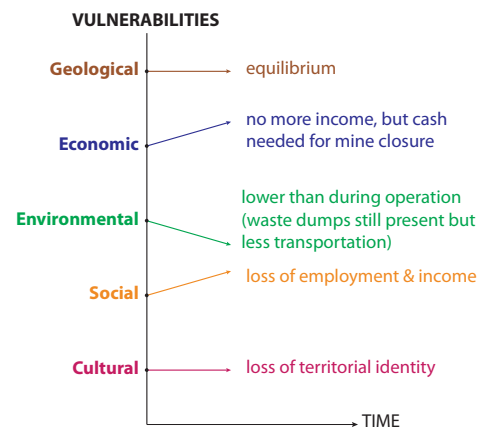 VULNERABILITIES
Geological
equilibrium
no more income, but cash
needed for mine closure
Economic
lower than during operation
(waste dumps still present but
less transportation)
Environmental
loss of employment & income
Social
Cultural
loss of territorial identity
TIME